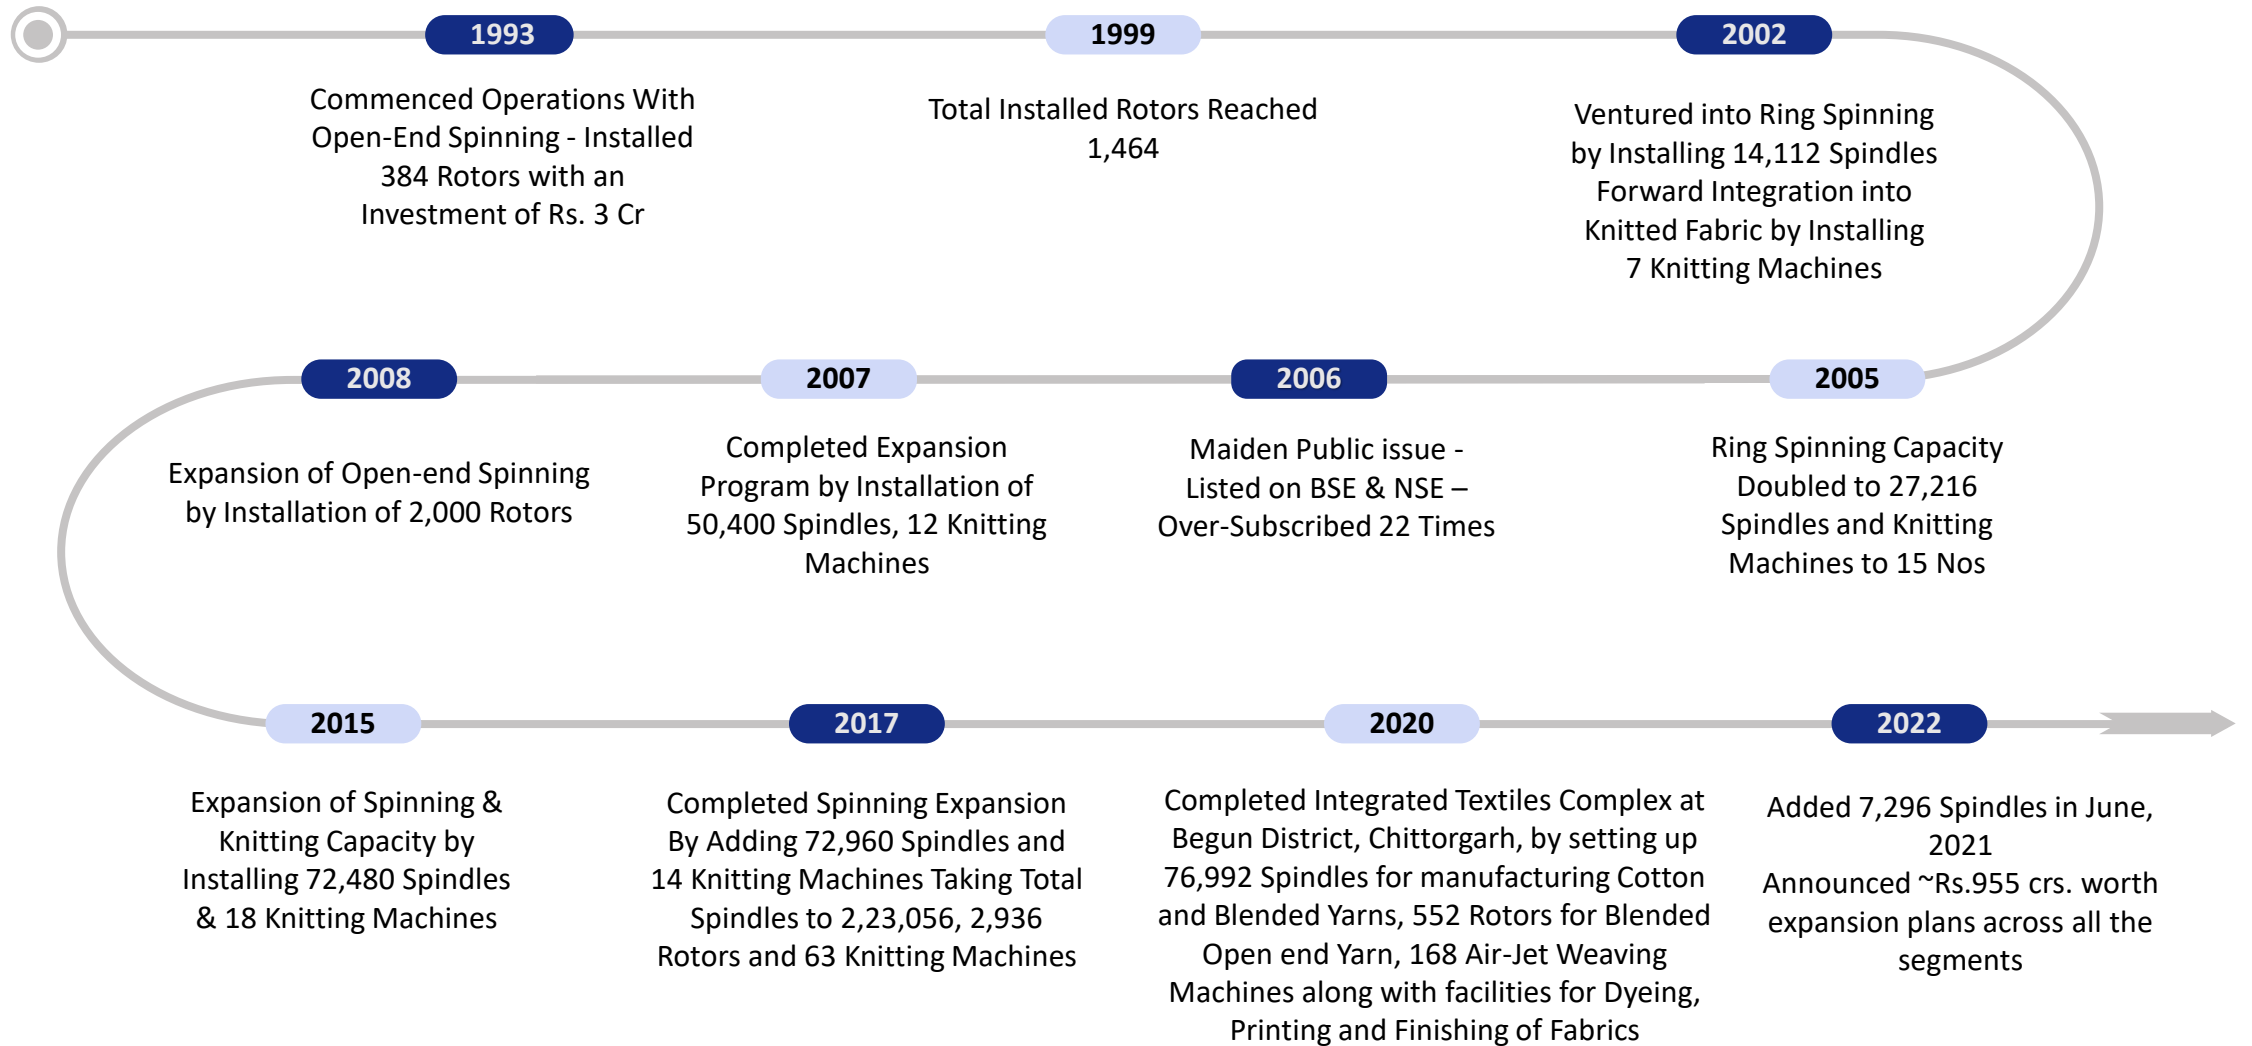 1993
Commenced Operations With
Open-End Spinning - Installed
384 Rotors with an
Investment of Rs. 3 Cr
1999
Total Installed Rotors Reached
1,464
2002
Ventured into Ring Spinning
by Installing 14,112 Spindles
Forward Integration into
Knitted Fabric by Installing
7 Knitting Machines
2005
Ring Spinning Capacity
Doubled to 27,216
Spindles and Knitting
Machines to 15 Nos
2006
Maiden Public issue -
Listed on BSE & NSE –
Over-Subscribed 22 Times
2007
Completed Expansion
Program by Installation of
50,400 Spindles, 12 Knitting
Machines
2008
Expansion of Open-end Spinning
by Installation of 2,000 Rotors
2015
Expansion of Spinning &
Knitting Capacity by
Installing 72,480 Spindles
& 18 Knitting Machines
2017
Completed Spinning Expansion
By Adding 72,960 Spindles and
14 Knitting Machines Taking Total
Spindles to 2,23,056, 2,936
Rotors and 63 Knitting Machines
2020
Completed Integrated Textiles Complex at
Begun District, Chittorgarh, by setting up
76,992 Spindles for manufacturing Cotton
and Blended Yarns, 552 Rotors for Blended
Open end Yarn, 168 Air-Jet Weaving
Machines along with facilities for Dyeing,
Printing and Finishing of Fabrics
2022
Added 7,296 Spindles in June,
2021
Announced ~Rs.955 crs. worth
expansion plans across all the
segments